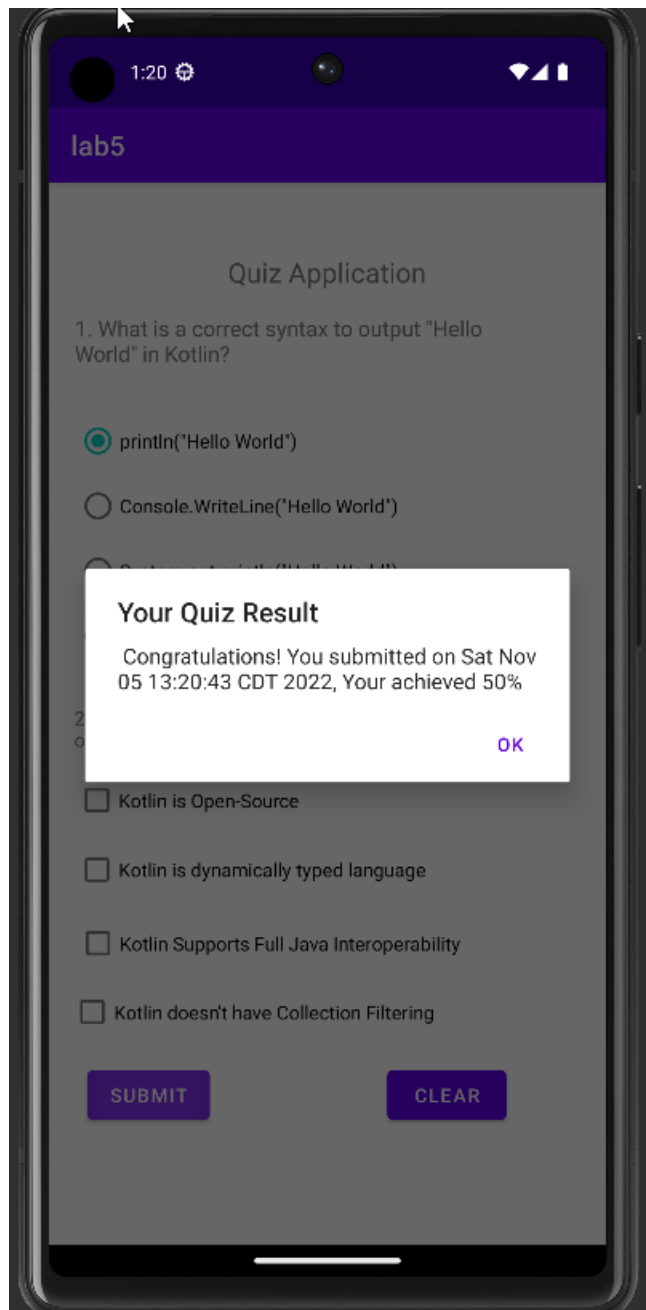 1:20
lab5
Quiz Application
1. What is a correct syntax to output "Hello
World" in Kotlin?
println("Hello World")
Console.WriteLine("Hello World")
Your Quiz Result
Congratulations! You submitted on Sat Nov
05 13:20:43 CDT 2022, Your achieved 50%
2
o
OK
Kotlin is Open-Source
Kotlin is dynamically typed language
Kotlin Supports Full Java Interoperability
Kotlin doesn't have Collection Filtering
SUBMIT
CLEAR